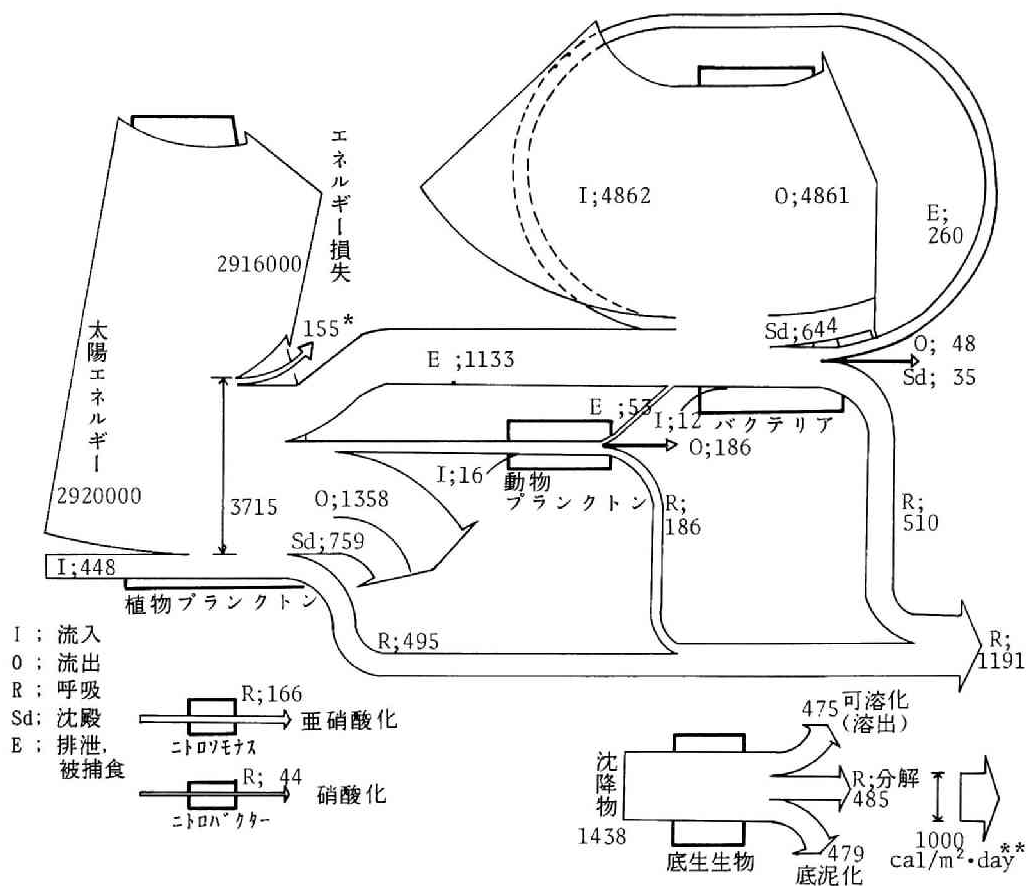 エネルギー損失
I;4862
O;4861
E;
260
2916000
155*
太陽エネルギー
2920000
3715
E ;1133
Sd;644
O; 48
Sd; 35
E ;53
I;12
バクテリア
O;186
I;16
動物
プランクトン
R;
186
R;
510
O;1358
Sd;759
I;448
植物プランクトン
R;495
R;
1191
I ; 流入
O ; 流出
R ; 呼吸
Sd; 沈殿
E ; 排泄,
被捕食
R;166
亜硝酸化
ニトロソモナス
R; 44
硝酸化
ニトロバクター
沈降物
1438
底生生物
475
可溶化
(溶出)
R;分解
485
479
底泥化
1000
cal/m²•day**